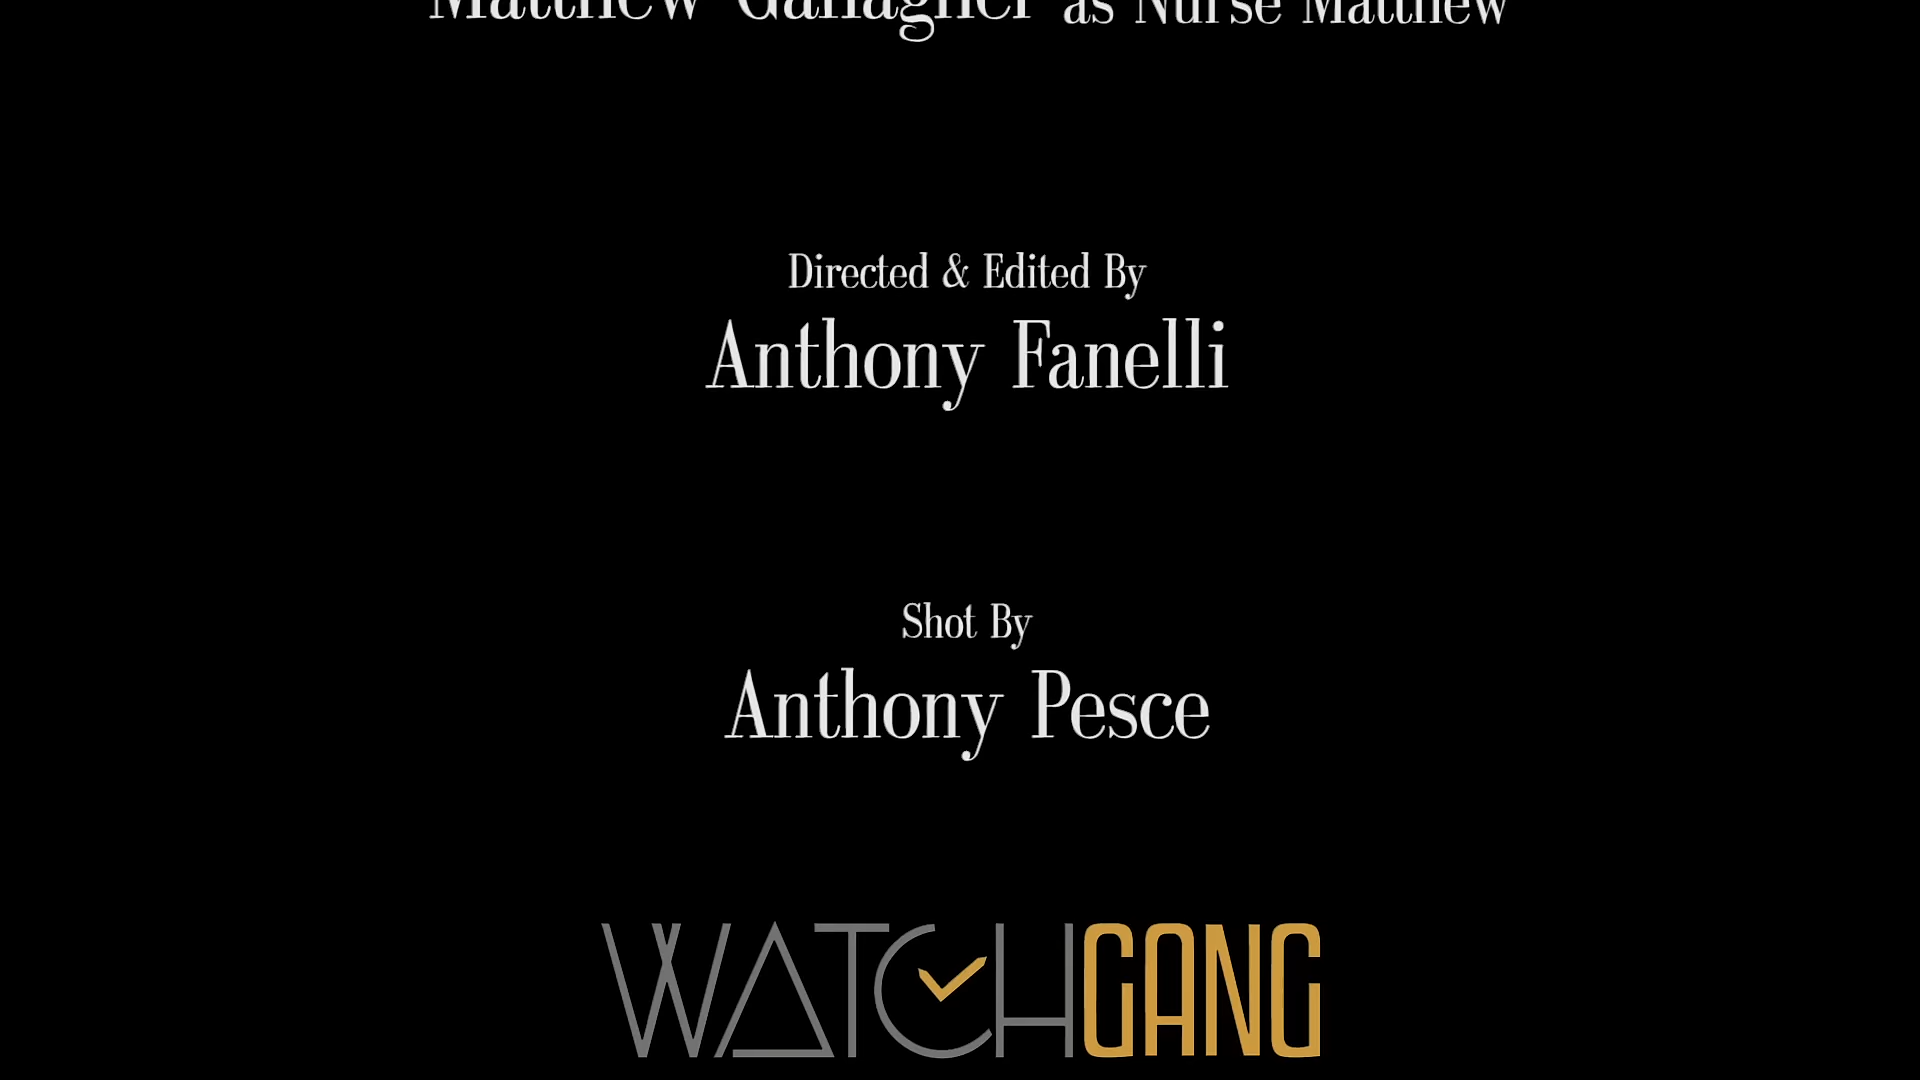 Matthew Gallagher as Nurse Matthew
Directed & Edited By
Anthony Fanelli
Shot By
Anthony Pesce
WATCHGANG